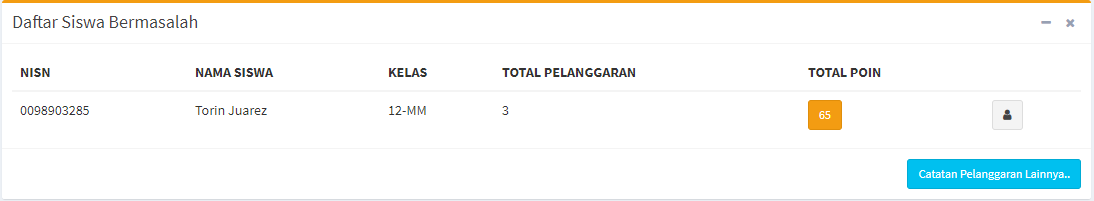 Daftar Siswa Bermasalah
NISN NAMA SISWA KELAS TOTAL PELANGGARAN TOTAL POIN
0098903285 Torin Juarez 12-MM 3 65
Catatan Pelanggaran Lainnya..